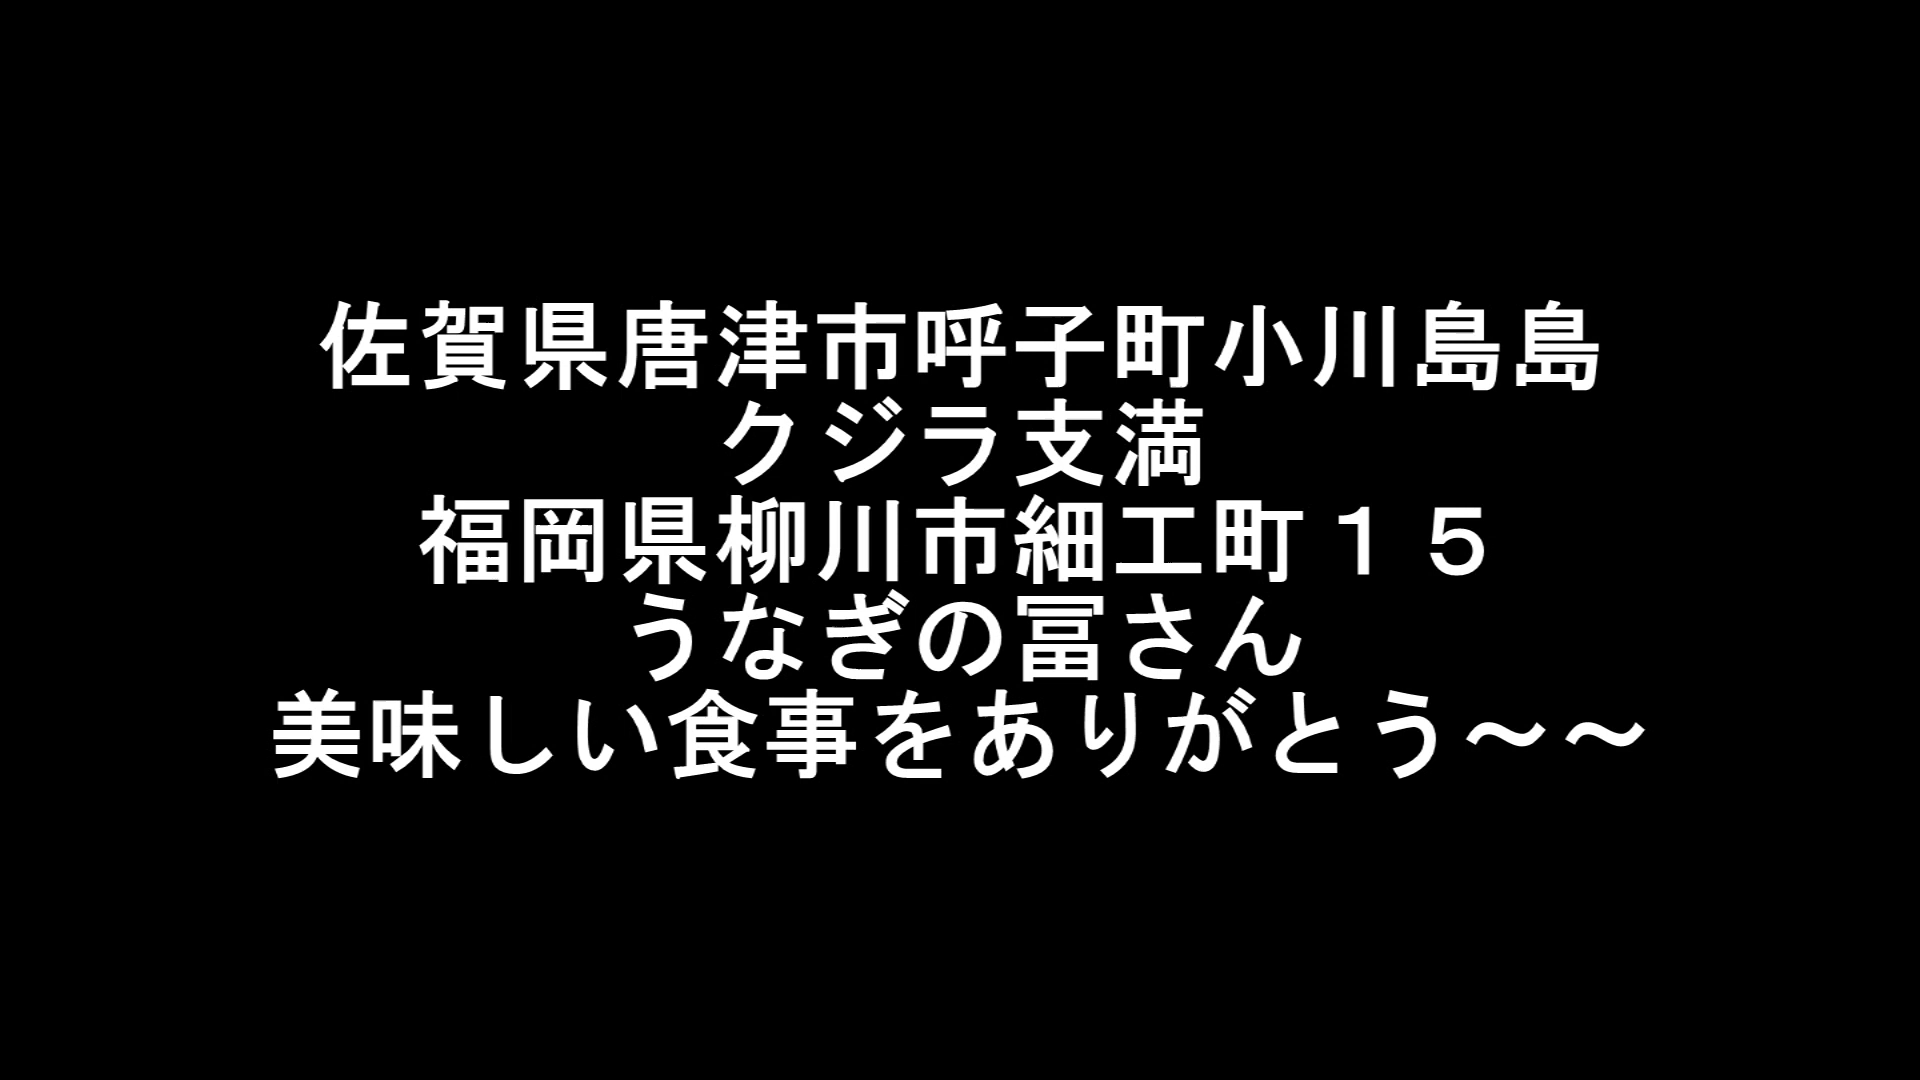 佐賀県唐津市呼子町小川島島
クジラ支満
福岡県柳川市細工町１５
うなぎの冨さん
美味しい食事をありがとう～～